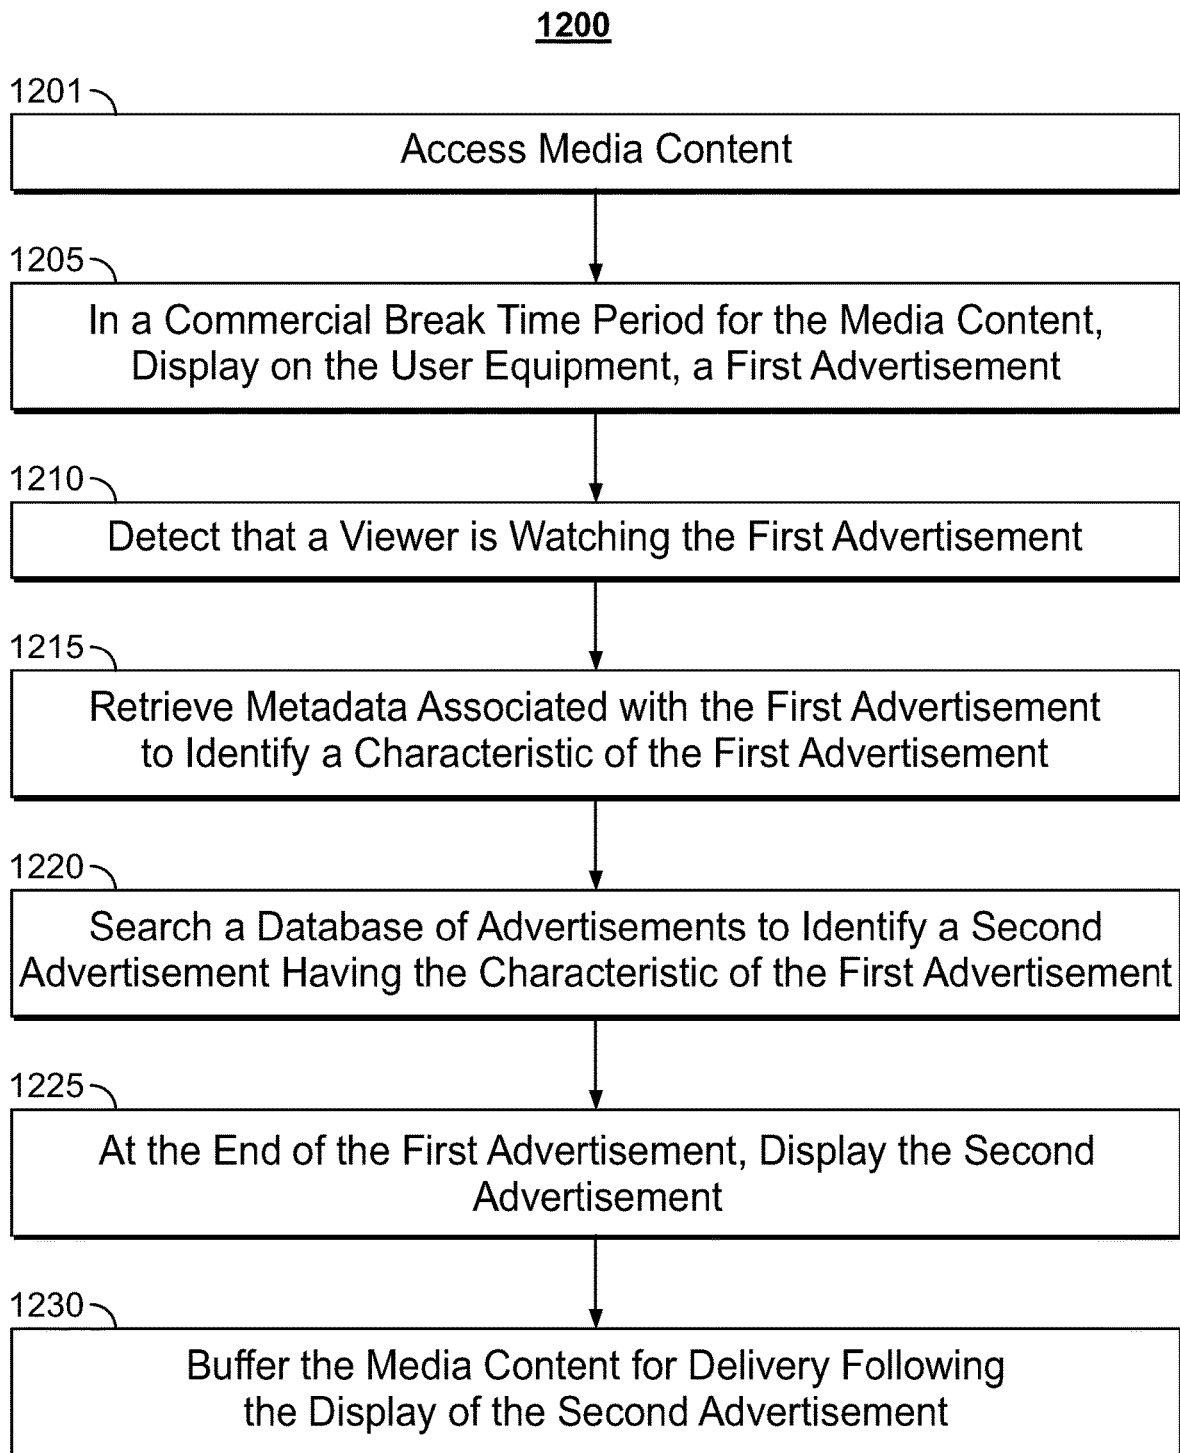 1200
1201
Access Media Content
1205
In a Commercial Break Time Period for the Media Content,
Display on the User Equipment, a First Advertisement
1210
Detect that a Viewer is Watching the First Advertisement
1215
Retrieve Metadata Associated with the First Advertisement
to Identify a Characteristic of the First Advertisement
1220
Search a Database of Advertisements to Identify a Second
Advertisement Having the Characteristic of the First Advertisement
1225
At the End of the First Advertisement, Display the Second
Advertisement
1230
Buffer the Media Content for Delivery Following
the Display of the Second Advertisement